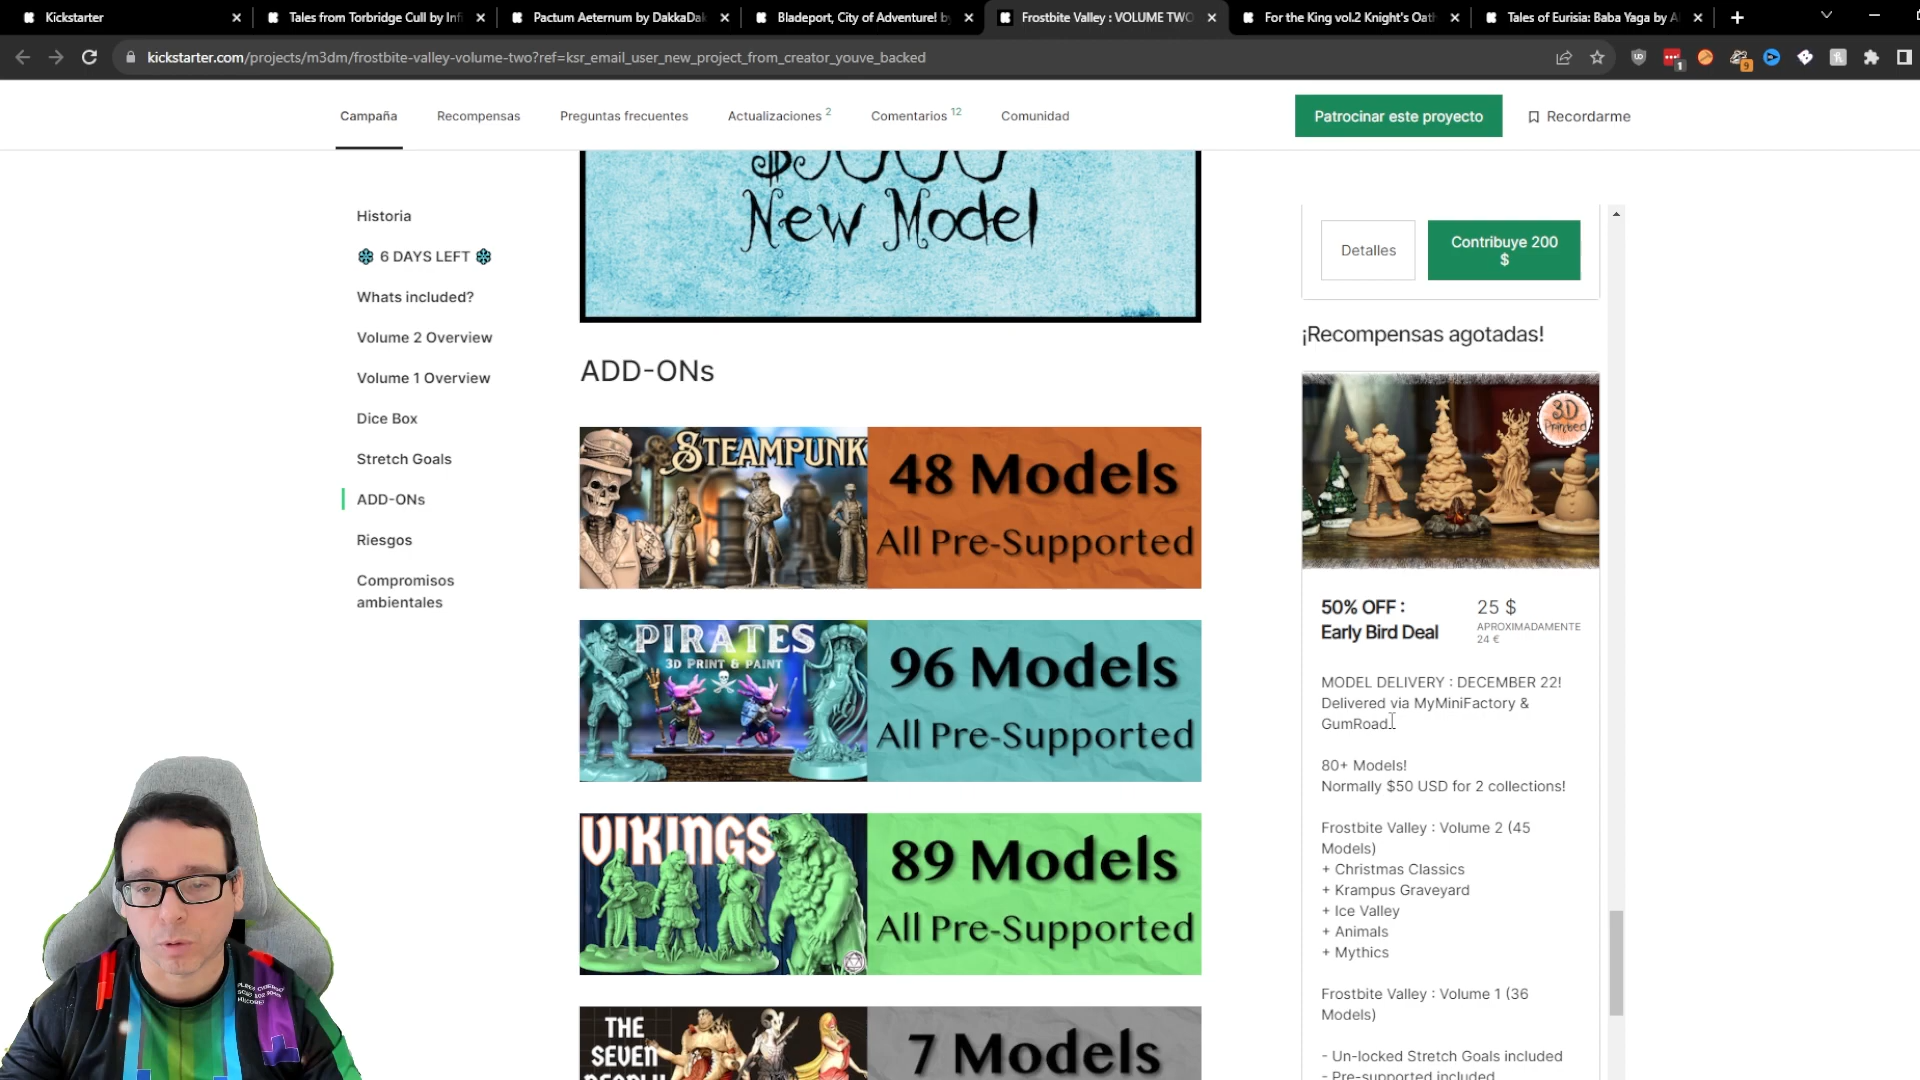 Kickstarter
Tales from Torbridge Cull by Inf
Pactum Aeternum by DakkaDak
Bladeport, City of Adventure! b
Frostbite Valley : VOLUME TWO
For the King vol.2 Knight's Oath
Tales of Eurisia: Baba Yaga by A
kickstarter.com/projects/m3dm/frostbite-valley-volume-two?ref=ksr_email_user_new_project_from_creator_youve_backed
1
9
Campaña
Recompensas
Preguntas frecuentes
Actualizaciones 2
Comentarios 12
Comunidad
Patrocinar este proyecto
Recordarme
Historia
6 DAYS LEFT
Whats included?
Volume 2 Overview
Volume 1 Overview
Dice Box
Stretch Goals
ADD-ONs
Riesgos
Compromisos
ambientales
New Model
ADD-ONs
STEAMPUNK
48 Models
All Pre-Supported
PIRATES
3D PRINT & PAINT
96 Models
All Pre-Supported
VIKINGS
89 Models
All Pre-Supported
THE
SEVEN
7 Models
Detalles
Contribuye 200
$
¡Recompensas agotadas!
3D
Printed
50% OFF :
Early Bird Deal
25 $
APROXIMADAMENTE
24 €
MODEL DELIVERY : DECEMBER 22!
Delivered via MyMiniFactory &
GumRoad.
80+ Models!
Normally $50 USD for 2 collections!
Frostbite Valley : Volume 2 (45
Models)
+ Christmas Classics
+ Krampus Graveyard
+ Ice Valley
+ Animals
+ Mythics
Frostbite Valley : Volume 1 (36
Models)
- Un-locked Stretch Goals included
- Pre-supported included